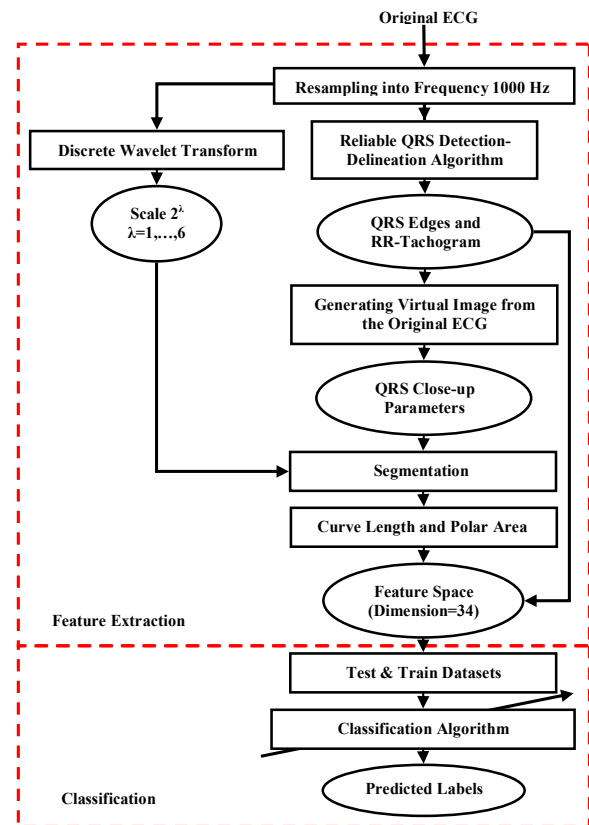 Original ECG
Resampling into Frequency 1000 Hz
Discrete Wavelet Transform
Reliable QRS Detection-
Delineation Algorithm
Scale 2^λ
λ=1,…,6
QRS Edges and
RR-Tachogram
Generating Virtual Image from
the Original ECG
QRS Close-up
Parameters
Segmentation
Curve Length and Polar Area
Feature Space
(Dimension=34)
Feature Extraction
Test & Train Datasets
Classification Algorithm
Predicted Labels
Classification